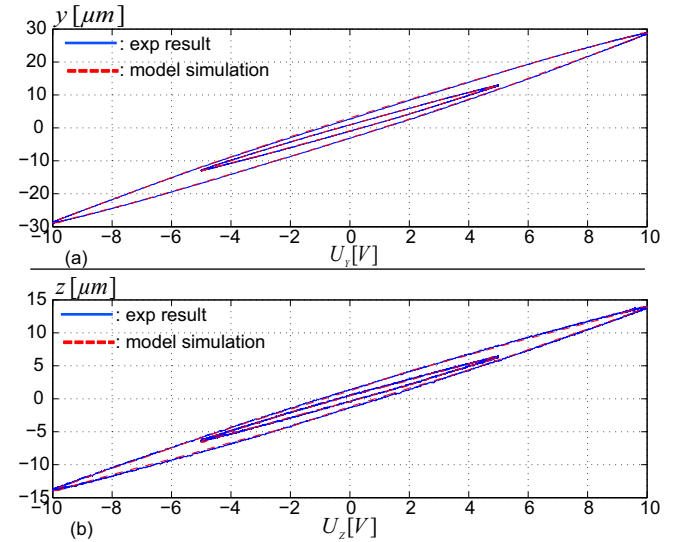 y [μm]
30
20
10
0
−10
−20
−30
: exp result
: model simulation
−10 −8 −6 −4 −2 0 2 4 6 8 10
(a)
U_Y[V]
z [μm]
15
10
5
0
−5
−10
−15
: exp result
: model simulation
−10 −8 −6 −4 −2 0 2 4 6 8 10
(b)
U_Z[V]